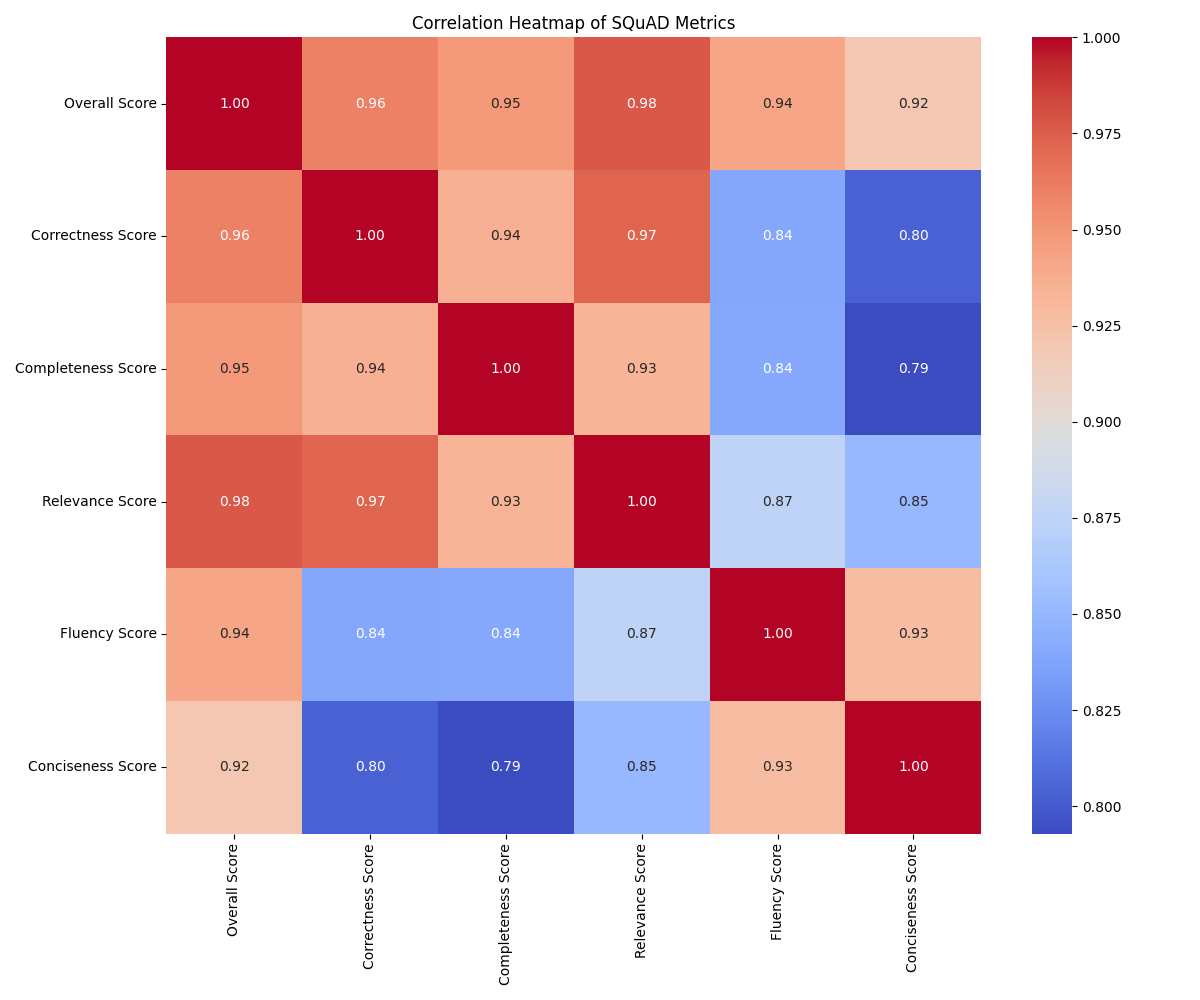 Correlation Heatmap of SQuAD Metrics
Overall Score 1.00 0.96 0.95 0.98 0.94 0.92
Correctness Score 0.96 1.00 0.94 0.97 0.84 0.80
Completeness Score 0.95 0.94 1.00 0.93 0.84 0.79
Relevance Score 0.98 0.97 0.93 1.00 0.87 0.85
Fluency Score 0.94 0.84 0.84 0.87 1.00 0.93
Conciseness Score 0.92 0.80 0.79 0.85 0.93 1.00
Overall Score
Correctness Score
Completeness Score
Relevance Score
Fluency Score
Conciseness Score
1.000
0.975
0.950
0.925
0.900
0.875
0.850
0.825
0.800